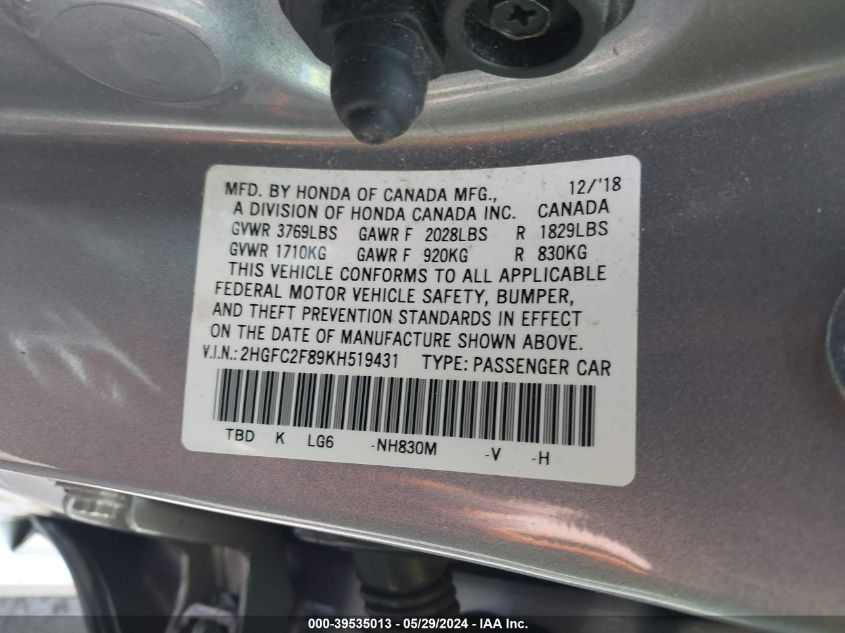 MFD. BY HONDA OF CANADA MFG., 12/'18
A DIVISION OF HONDA CANADA INC. CANADA
GVWR 3769LBS GAWR F 2028LBS R 1829LBS
GVWR 1710KG GAWR F 920KG R 830KG
THIS VEHICLE CONFORMS TO ALL APPLICABLE
FEDERAL MOTOR VEHICLE SAFETY, BUMPER,
AND THEFT PREVENTION STANDARDS IN EFFECT
ON THE DATE OF MANUFACTURE SHOWN ABOVE.
V.I.N.: 2HGFC2F89KH519431 TYPE: PASSENGER CAR
TBD K LG6 -NH830M -V -H
000-39535013 - 05/29/2024 - IAA Inc.